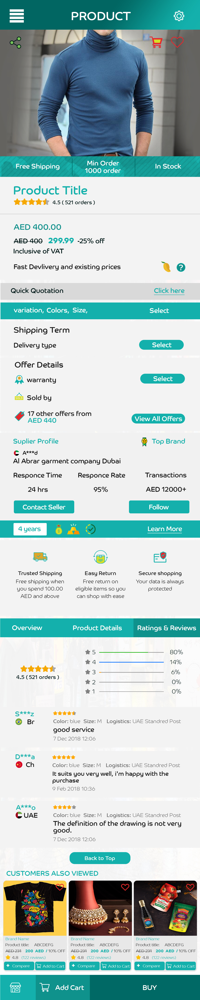 PRODUCT
Free Shipping
Min Order
1000 order
In Stock
Product Title
4.5 ( 521 orders )
AED 400.00
AED 400 299.99 -25% off
Inclusive of VAT
Fast Devlivery and existing prices
?
Quick Quotation Click here
variation, Colors, Size, Select
Shipping Term
Delivery type Select
Offer Details
warranty Select
SOLD Sold by
17 other offers from
AED 440
View All Offers
Suplier Profile Top Brand
A***d
Al Abrar garment company Dubai
Responce Time Responce Rate Transactions
24 hrs 95% AED 12000+
Contact Seller Follow
4 years Learn More
Trusted Shipping
Free shipping when
you spend 100.00
AED and above
Easy Return
Free return on
eligible items so you
can shop with ease
Secure shopping
Your data is always
protected
Overview Product Details Ratings & Reviews
4.5 ( 521 orders )
5 80%
4 14%
3 6%
2 0%
1 0%
S***z
Br
Color: blue Size: M Logistics: UAE Standred Post
good service
7 Dec 2018 12:06
D***a
Ch
Color: blue Size: M Logistics: UAE Standred Post
It suits you very well, i'm happy with the
purchase
9 Feb 2018 10:36
A***o
UAE
Color: blue Size: M Logistics: UAE Standred Post
The definition of the drawing is not very
good.
7 Dec 2018 12:06
Back to Top
CUSTOMERS ALSO VIEWED
TOMATO
PICKLE
Brand Name
Product title: ABCDEFG
AED 231 200 AED / 10% OFF
4.8 (122 reviews)
+ Compare Add to Cart
Brand Name
Product title: ABCDEFG
AED 231 200 AED / 10% OFF
4.8 (122 reviews)
+ Compare Add to Cart
Brand Name
Product title: ABCDEFG
AED 231 200 AED / 10% OFF
4.8 (122 reviews)
+ Compare Add to Cart
Add Cart BUY